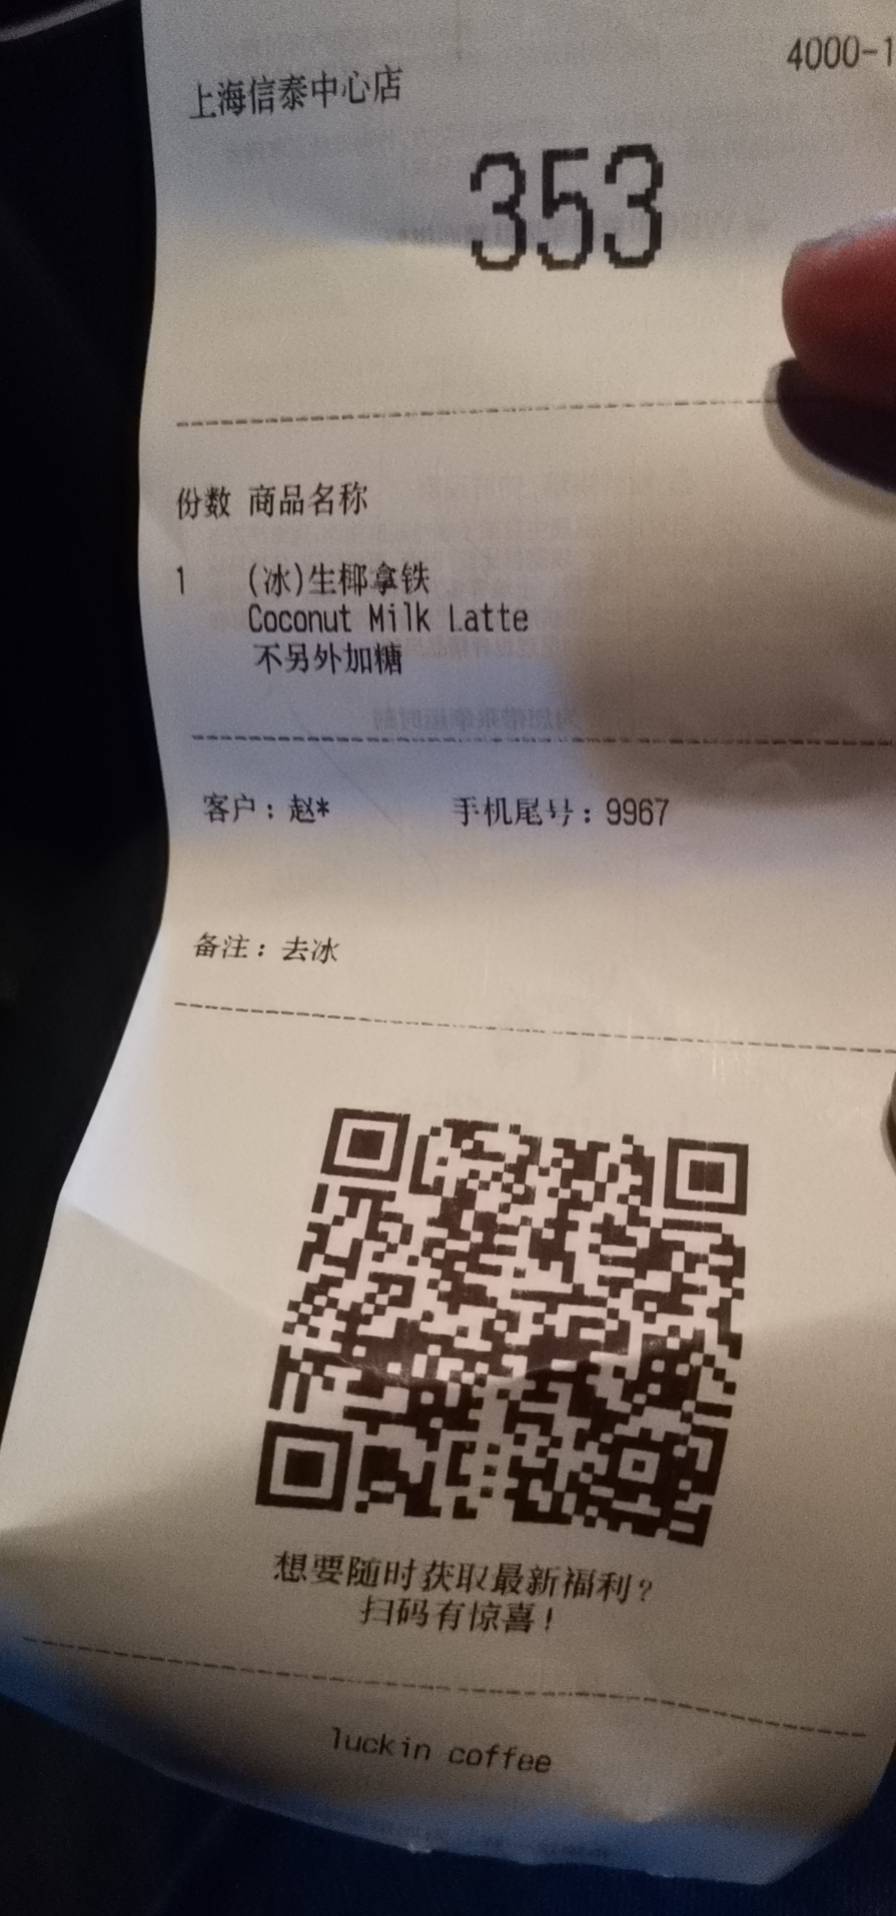 4000-1
上海信泰中心店
353
份数 商品名称
1 (冰)生椰拿铁
Coconut Milk Latte
不另外加糖
客户：赵* 手机尾号：9967
备注：去冰
想要随时获取最新福利？
扫码有惊喜！
luckin coffee